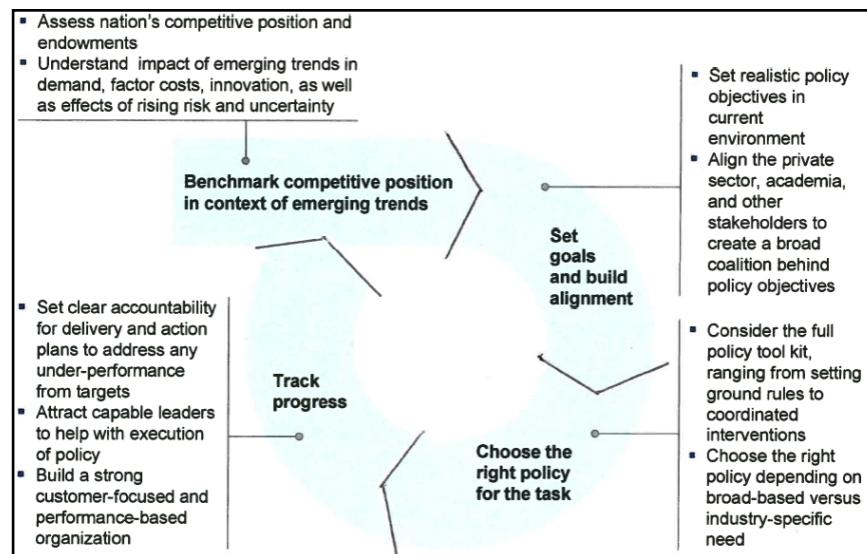 ▪ Assess nation's competitive position and
endowments
▪ Understand impact of emerging trends in
demand, factor costs, innovation, as well
as effects of rising risk and uncertainty
Benchmark competitive position
in context of emerging trends
▪ Set realistic policy
objectives in
current
environment
▪ Align the private
sector, academia,
and other
stakeholders to
create a broad
coalition behind
policy objectives
Set
goals
and build
alignment
▪ Consider the full
policy tool kit,
ranging from setting
ground rules to
coordinated
interventions
▪ Choose the right
policy depending on
broad-based versus
industry-specific
need
Choose the
right policy
for the task
▪ Set clear accountability
for delivery and action
plans to address any
under-performance
from targets
▪ Attract capable leaders
to help with execution
of policy
▪ Build a strong
customer-focused and
performance-based
organization
Track
progress